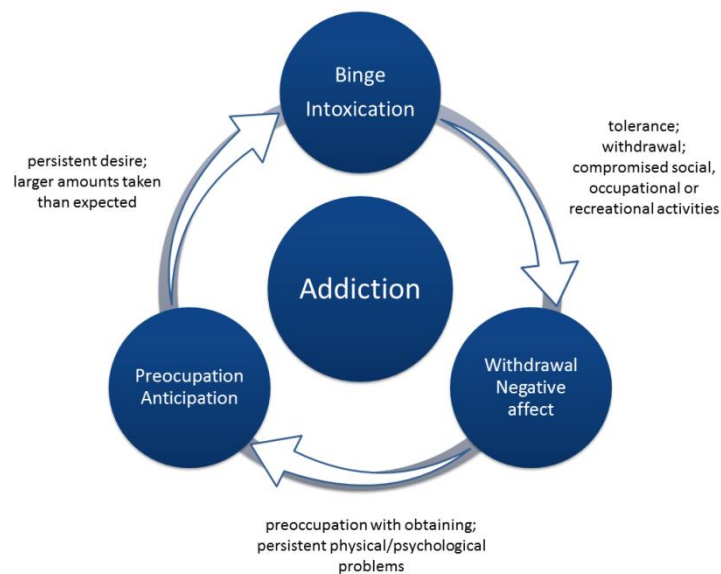 Binge
Intoxication
persistent desire;
larger amounts taken
than expected
tolerance;
withdrawal;
compromised social,
occupational or
recreational activities
Addiction
Preocupation
Anticipation
Withdrawal
Negative
affect
preoccupation with obtaining;
persistent physical/psychological
problems